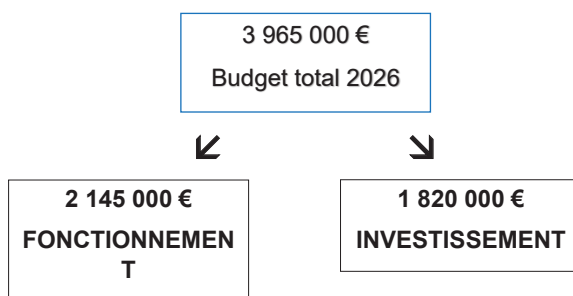 3 965 000 €
Budget total 2026
2 145 000 €
FONCTIONNEMEN
T
1 820 000 €
INVESTISSEMENT